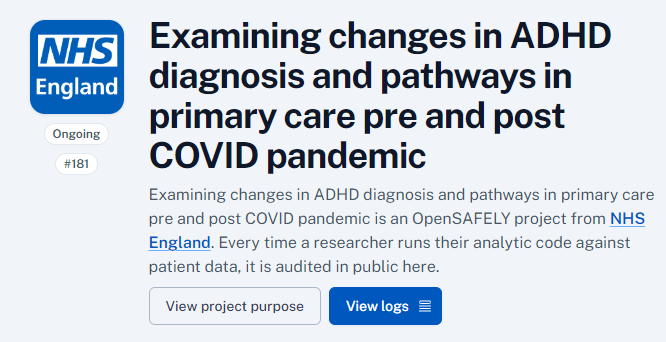 NHS
England
Ongoing
#181
Examining changes in ADHD
diagnosis and pathways in
primary care pre and post
COVID pandemic
Examining changes in ADHD diagnosis and pathways in primary care
pre and post COVID pandemic is an OpenSAFELY project from NHS
England. Every time a researcher runs their analytic code against
patient data, it is audited in public here.
View project purpose
View logs